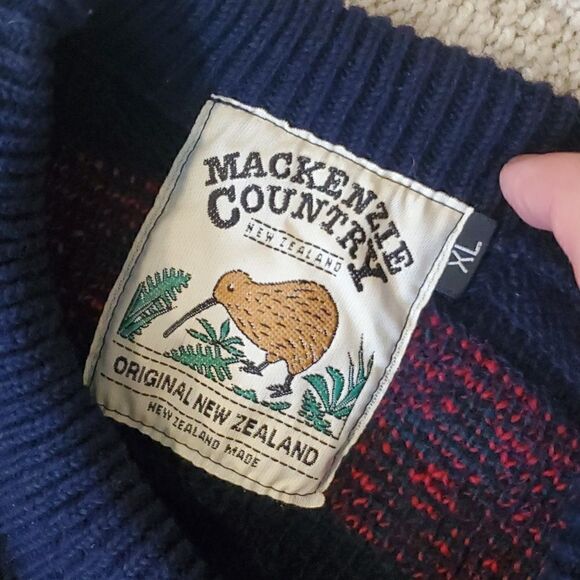 MACKENZIE
COUNTRY
NEW ZEALAND
XL
ORIGINAL NEW ZEALAND
NEW ZEALAND MADE